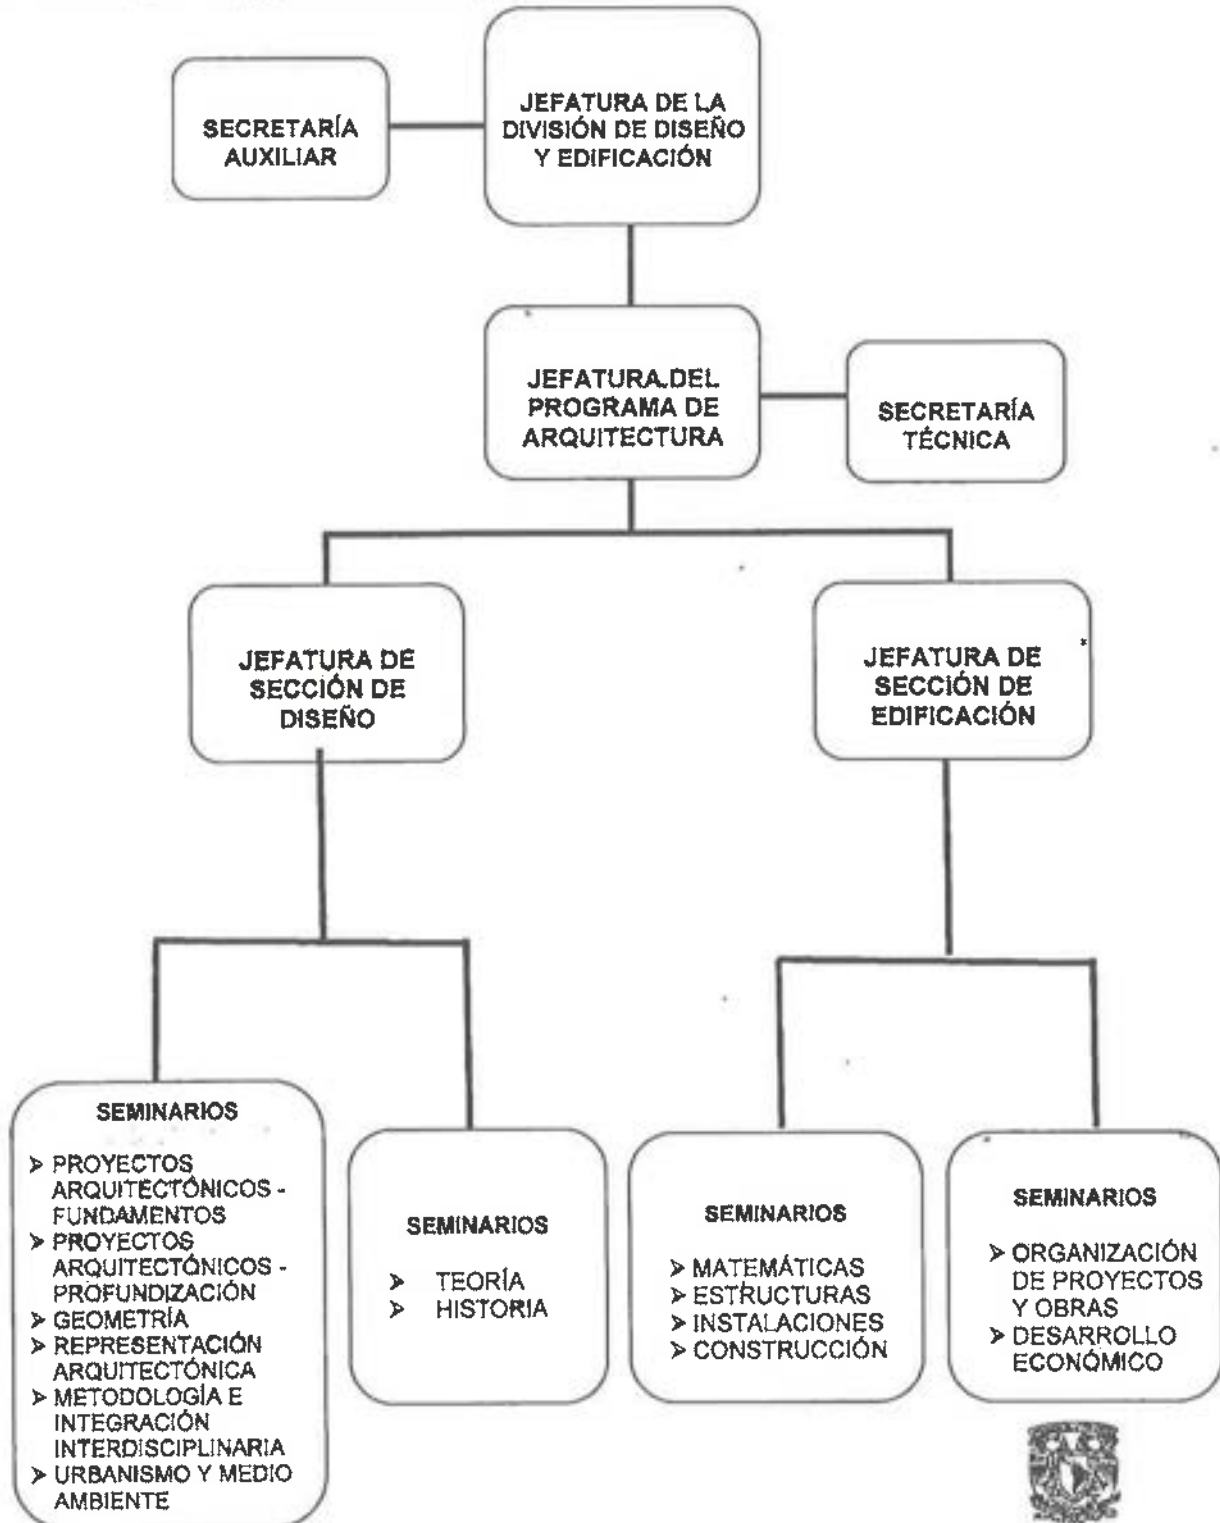 SECRETARÍA
AUXILIAR
JEFATURA DE LA
DIVISIÓN DE DISEÑO
Y EDIFICACIÓN
JEFATURA DEL
PROGRAMA DE
ARQUITECTURA
SECRETARÍA
TÉCNICA
JEFATURA DE
SECCIÓN DE
DISEÑO
JEFATURA DE
SECCIÓN DE
EDIFICACIÓN
SEMINARIOS
➢ PROYECTOS
ARQUITECTÓNICOS -
FUNDAMENTOS
➢ PROYECTOS
ARQUITECTÓNICOS -
PROFUNDIZACIÓN
➢ GEOMETRÍA
➢ REPRESENTACIÓN
ARQUITECTÓNICA
➢ METODOLOGÍA E
INTEGRACIÓN
INTERDISCIPLINARIA
➢ URBANISMO Y MEDIO
AMBIENTE
SEMINARIOS
➢ TEORÍA
➢ HISTORIA
SEMINARIOS
➢ MATEMÁTICAS
➢ ESTRUCTURAS
➢ INSTALACIONES
➢ CONSTRUCCIÓN
SEMINARIOS
➢ ORGANIZACIÓN
DE PROYECTOS
Y OBRAS
➢ DESARROLLO
ECONÓMICO